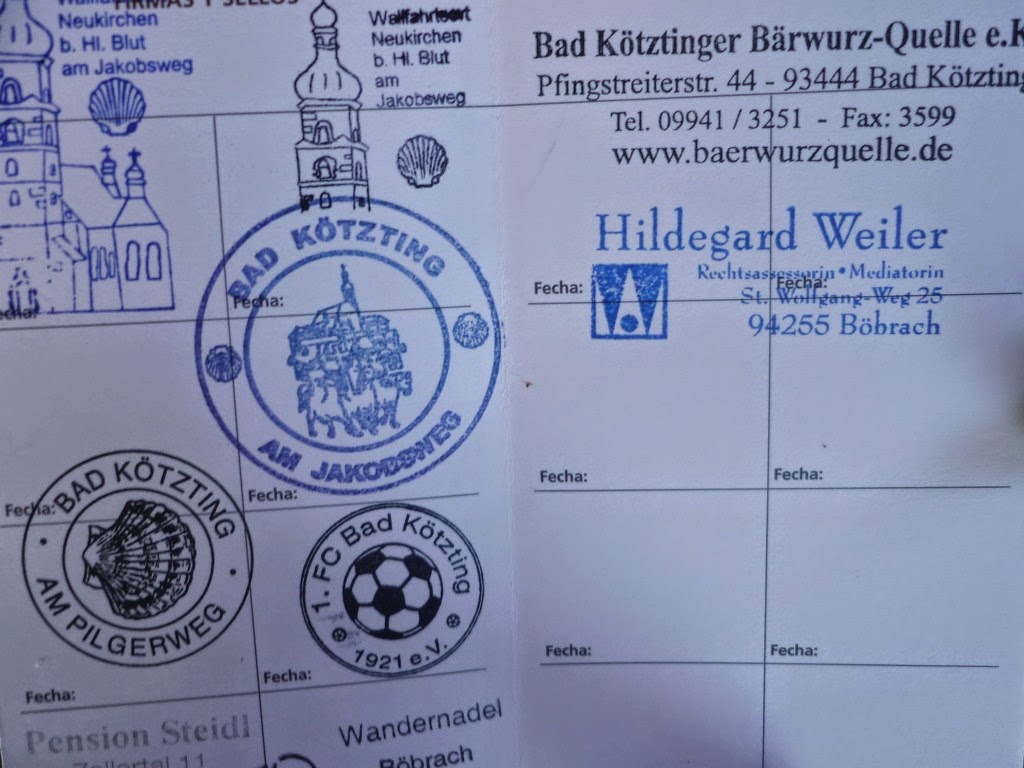 FIRMAS Y SELLOS
Neukirchen
b. Hl. Blut
am Jakobsweg
Wallfahrtsort
Neukirchen
b. Hl. Blut
am
Jakobsweg
Fecha:
BAD KÖTZTING
AM JAKOBSWEG
Fecha:
Fecha:
BAD KÖTZTING
AM PILGERWEG
1. FC Bad Kötzting
1921 e.V.
Fecha:
Fecha:
Pension Steidl
Zellertal 11
Wandernadel
Böbrach
Bad Kötztinger Bärwurz-Quelle e.K
Pfingstreiterstr. 44 - 93444 Bad Kötzting
Tel. 09941 / 3251 - Fax: 3599
www.baerwurzquelle.de
Hildegard Weiler
Rechtsassessorin • Mediatorin
St. Wolfgang-Weg 25
94255 Böbrach
Fecha:
Fecha:
Fecha:
Fecha:
Fecha:
Fecha: